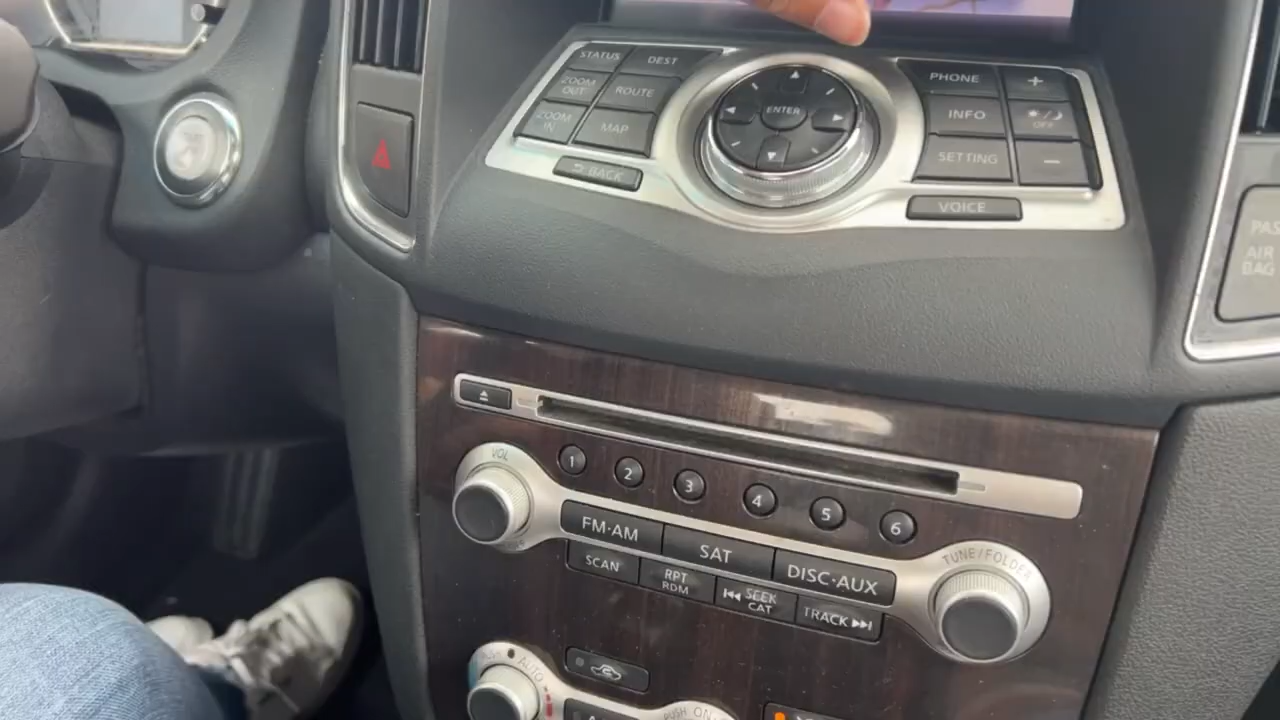 STATUS
DEST
ZOOM OUT
ROUTE
ZOOM IN
MAP
BACK
ENTER
PHONE
+
INFO
OFF
SETTING
−
VOICE
PAS
AIR
BAG
VOL
1 2 3 4 5 6
FM·AM
SAT
DISC·AUX
SCAN
RPT
RDM
SEEK
CAT
TRACK
TUNE/FOLDER
AUTO
PUSH ON